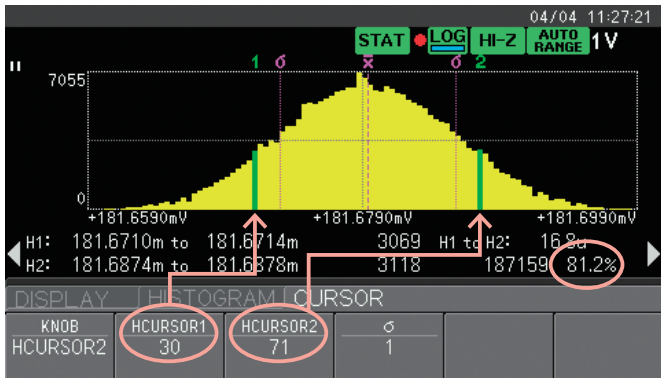 04/04 11:27:21
STAT LOG HI-Z AUTO RANGE 1V
1 σ x̄ σ 2
7055
0
+181.6590mV +181.6790mV +181.6990mV
H1: 181.6710m to 181.6714m 3069 H1 to H2: 16.8u
H2: 181.6874m to 181.6878m 3118 187159 81.2%
DISPLAY HISTOGRAM CURSOR
KNOB HCURSOR1 HCURSOR2 σ
HCURSOR2 30 71 1